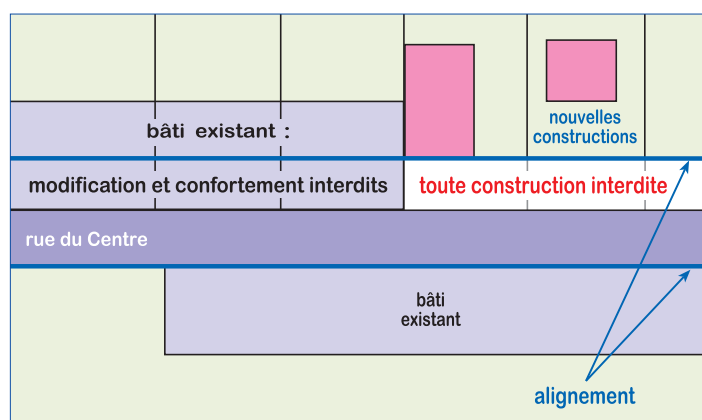 bâti existant :
nouvelles
constructions
modification et confortement interdits
toute construction interdite
rue du Centre
bâti
existant
alignement